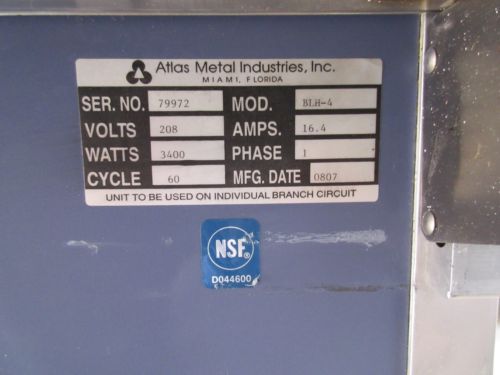 Atlas Metal Industries, Inc.
MIAMI, FLORIDA
SER. NO. 79972 MOD. BLH-4
VOLTS 208 AMPS. 16.4
WATTS 3400 PHASE 1
CYCLE 60 MFG. DATE 0807
UNIT TO BE USED ON INDIVIDUAL BRANCH CIRCUIT
NSF®
D044600